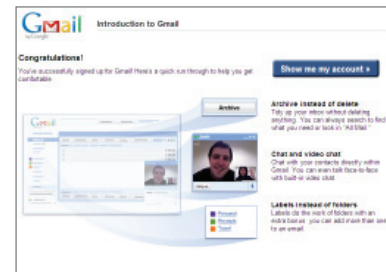 Gmail
by Google
Introduction to Gmail
Congratulations!
You've successfully signed up for Gmail! Here's a quick run through to help you get
comfortable
Show me my account »
Archive
Archive instead of delete
Tidy up your inbox without deleting
anything. You can always search to find
what you need or look in "All Mail."
Chat and video chat
Chat with your contacts directly within
Gmail. You can even talk face-to-face
with built-in video chat
Labels instead of folders
Labels do the work of folders with an
extra bonus: you can add more than one
to an email.
Personal
Receipts
Travel